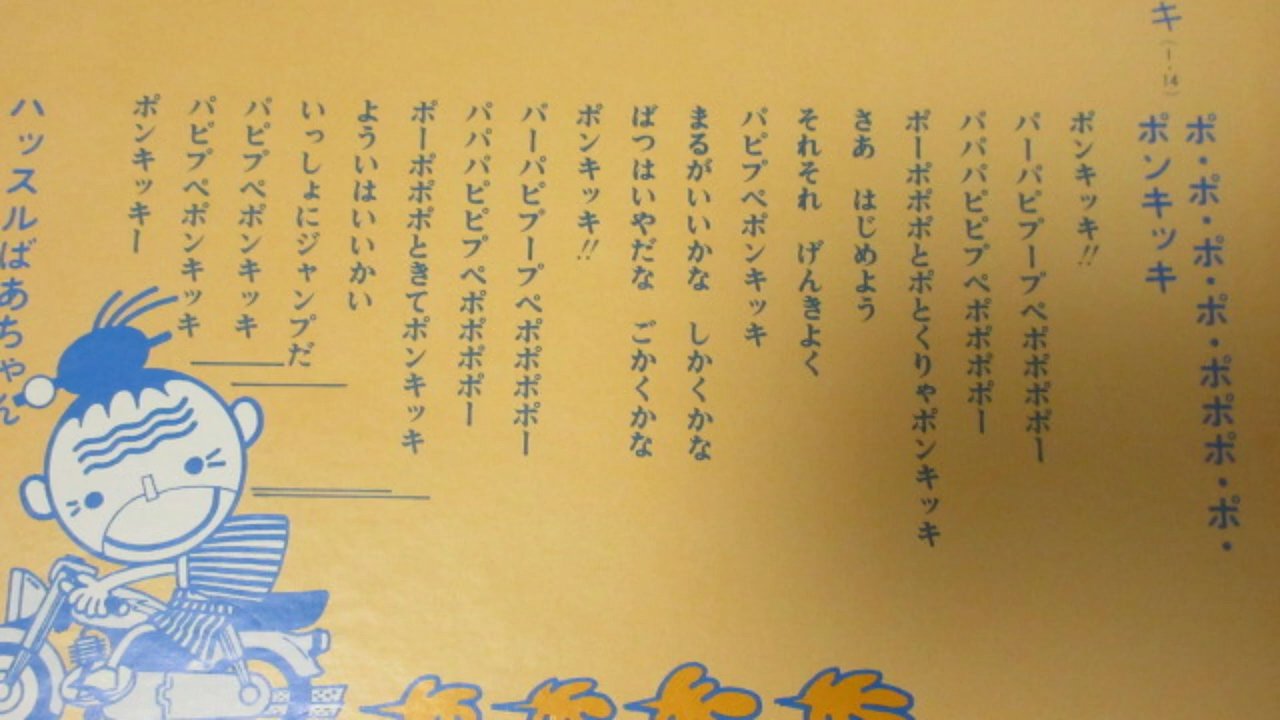 キ(1・14)
ポ・ポ・ポ・ポ・ポポポ・ポ・
ポンキッキ
ポンキッキ!!
パーパピプープペポポポポー
パパパピピプペポポポポー
ポーポポポとポとくりゃポンキッキ
さあ はじめよう
それそれ げんきよく
パピプペポンキッキ
まるがいいかな しかくかな
ばつはいやだな ごかくかな
ポンキッキ!!
パーパピプープペポポポポー
パパパピピプペポポポポー
ポーポポポときてポンキッキ
よういはいいかい
いっしょにジャンプだ
パピプペポンキッキ
パピプペポンキッキ
ポンキッキー
ハッスルばあちゃん